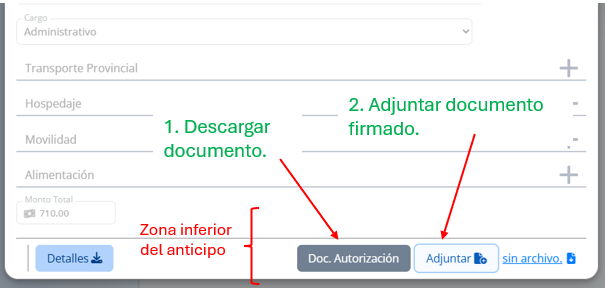 Cargo
Administrativo
Transporte Provincial
Hospedaje
2. Adjuntar documento
firmado.
1. Descargar
documento.
Movilidad
Alimentación
Monto Total
710.00
Zona inferior
del anticipo
Detalles
Doc. Autorización
Adjuntar
sin archivo.